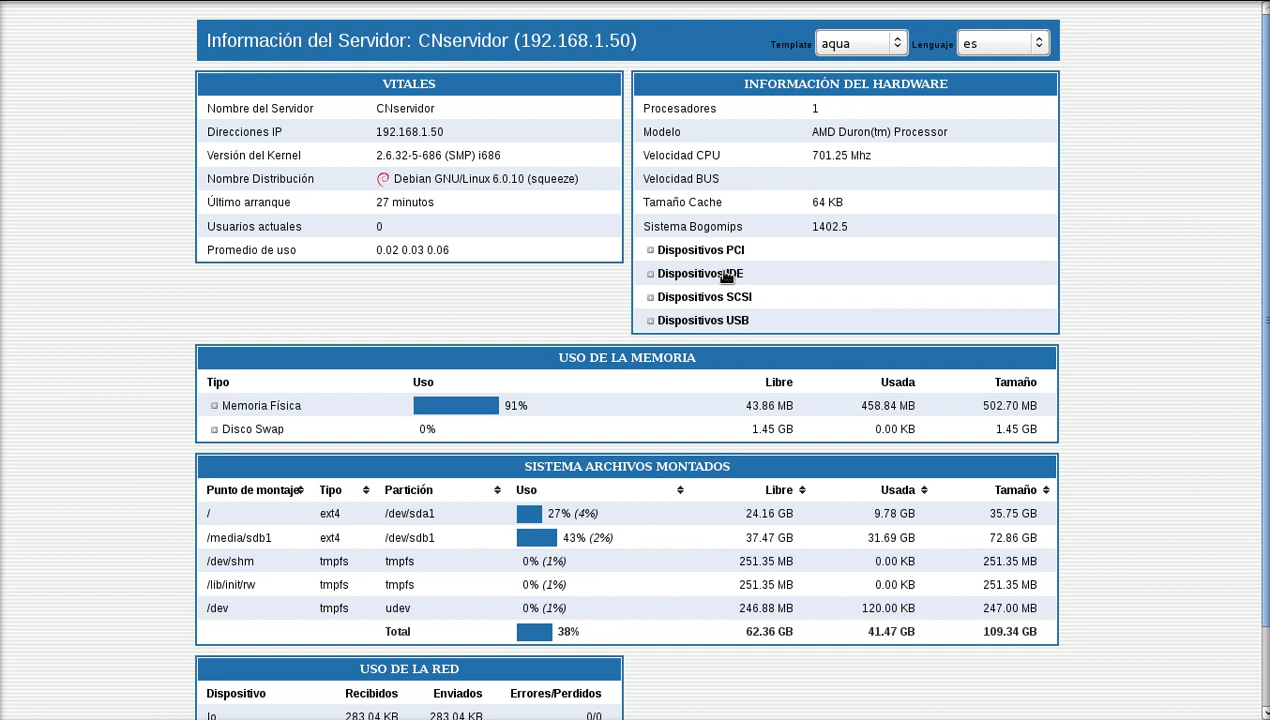 Información del Servidor: CNservidor (192.168.1.50)
Template aqua Lenguaje es
VITALES
Nombre del Servidor CNservidor
Direcciones IP 192.168.1.50
Versión del Kernel 2.6.32-5-686 (SMP) i686
Nombre Distribución Debian GNU/Linux 6.0.10 (squeeze)
Último arranque 27 minutos
Usuarios actuales 0
Promedio de uso 0.02 0.03 0.06
INFORMACIÓN DEL HARDWARE
Procesadores 1
Modelo AMD Duron(tm) Processor
Velocidad CPU 701.25 Mhz
Velocidad BUS
Tamaño Cache 64 KB
Sistema Bogomips 1402.5
Dispositivos PCI
Dispositivos IDE
Dispositivos SCSI
Dispositivos USB
USO DE LA MEMORIA
Tipo Uso Libre Usada Tamaño
Memoria Física 91% 43.86 MB 458.84 MB 502.70 MB
Disco Swap 0% 1.45 GB 0.00 KB 1.45 GB
SISTEMA ARCHIVOS MONTADOS
Punto de montaje Tipo Partición Uso Libre Usada Tamaño
/ ext4 /dev/sda1 27% (4%) 24.16 GB 9.78 GB 35.75 GB
/media/sdb1 ext4 /dev/sdb1 43% (2%) 37.47 GB 31.69 GB 72.86 GB
/dev/shm tmpfs tmpfs 0% (1%) 251.35 MB 0.00 KB 251.35 MB
/lib/init/rw tmpfs tmpfs 0% (1%) 251.35 MB 0.00 KB 251.35 MB
/dev tmpfs udev 0% (1%) 246.88 MB 120.00 KB 247.00 MB
Total 38% 62.36 GB 41.47 GB 109.34 GB
USO DE LA RED
Dispositivo Recibidos Enviados Errores/Perdidos
lo 283.04 KB 283.04 KB 0/0